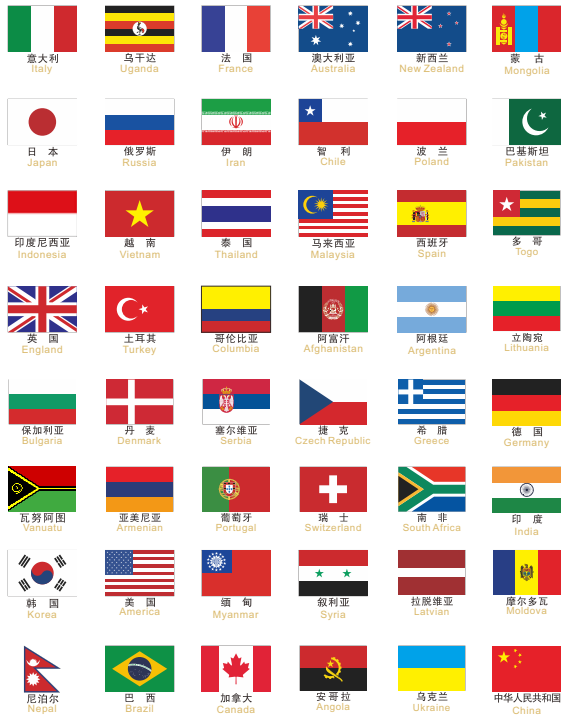 意大利 乌干达 法 国 澳大利亚 新西兰 蒙 古
Italy Uganda France Australia New Zealand Mongolia
日 本 俄罗斯 伊 朗 智 利 波 兰 巴基斯坦
Japan Russia Iran Chile Poland Pakistan
印度尼西亚 越 南 泰 国 马来西亚 西班牙 多 哥
Indonesia Vietnam Thailand Malaysia Spain Togo
英 国 土耳其 哥伦比亚 阿富汗 阿根廷 立陶宛
England Turkey Columbia Afghanistan Argentina Lithuania
保加利亚 丹 麦 塞尔维亚 捷 克 希 腊 德 国
Bulgaria Denmark Serbia Czech Republic Greece Germany
瓦努阿图 亚美尼亚 葡萄牙 瑞 士 南 非 印 度
Vanuatu Armenian Portugal Switzerland South Africa India
韩 国 美 国 缅 甸 叙利亚 拉脱维亚 摩尔多瓦
Korea America Myanmar Syria Latvian Moldova
尼泊尔 巴 西 加拿大 安哥拉 乌克兰 中华人民共和国
Nepal Brazil Canada Angola Ukraine China